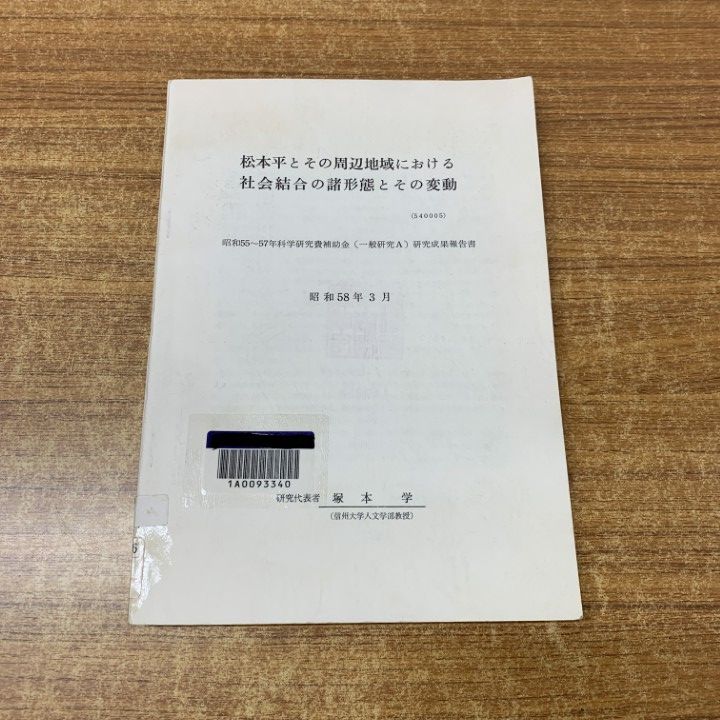 松本平とその周辺地域における
社会結合の諸形態とその変動
(540005)
昭和55～57年科学研究費補助金(一般研究A)研究成果報告書
昭和58年3月
1A0093340
研究代表者 塚本 学
(信州大学人文学部教授)